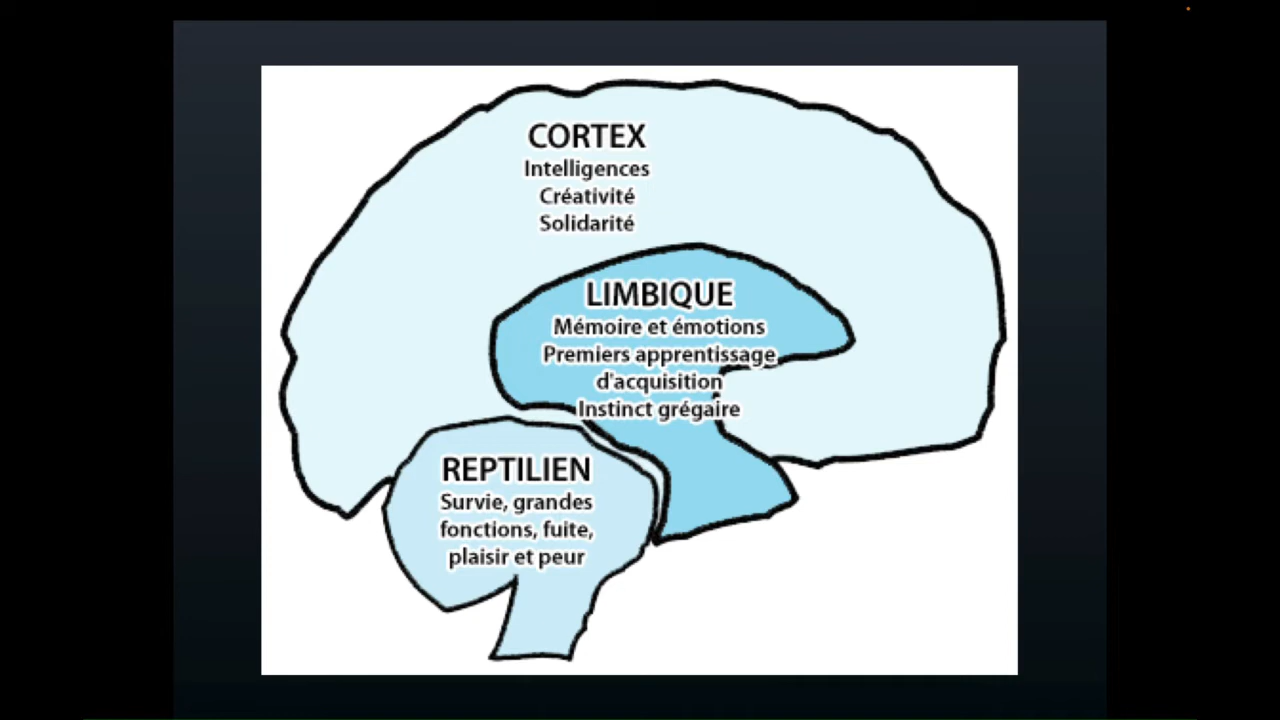 CORTEX
Intelligences
Créativité
Solidarité
LIMBIQUE
Mémoire et émotions
Premiers apprentissage
d'acquisition
Instinct grégaire
REPTILIEN
Survie, grandes
fonctions, fuite,
plaisir et peur